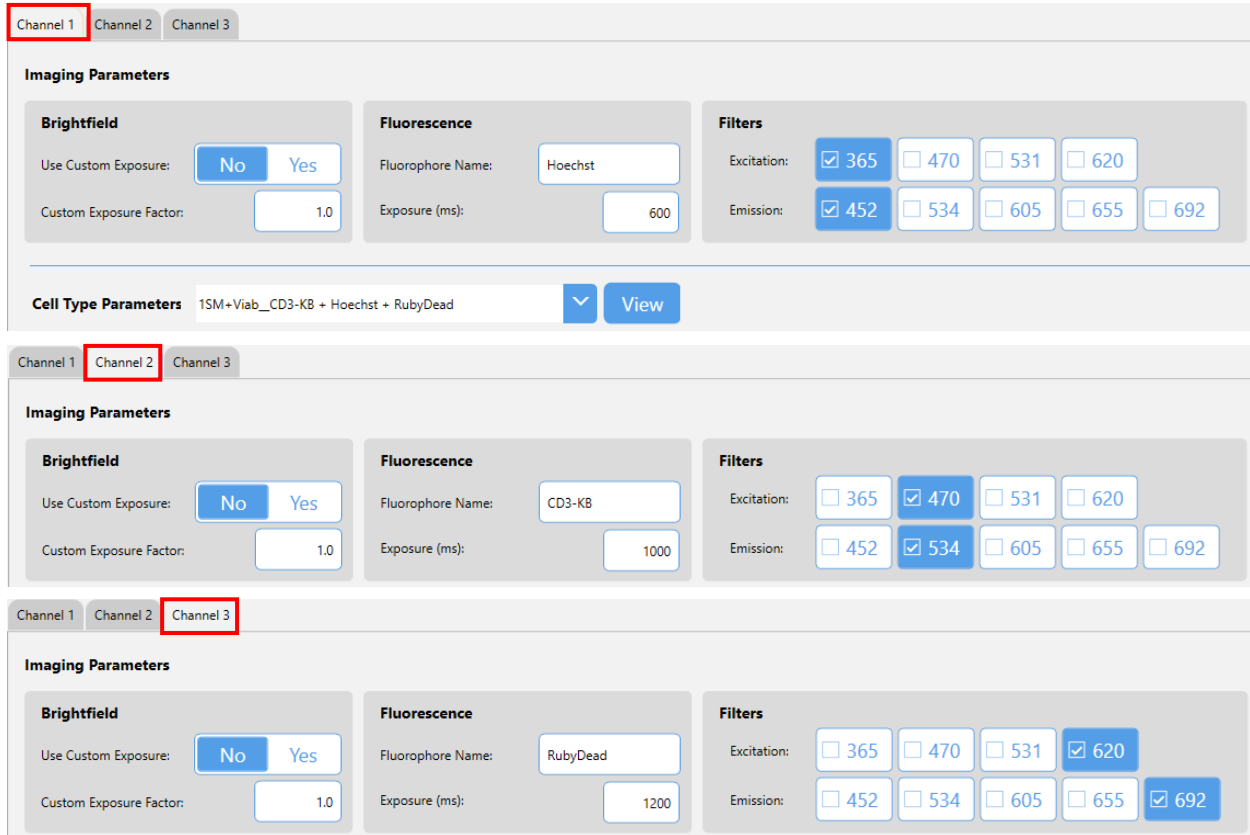 Channel 1 Channel 2 Channel 3
Imaging Parameters
Brightfield Fluorescence Filters
Use Custom Exposure: No Yes Fluorophore Name: Hoechst Excitation: 365 470 531 620
Custom Exposure Factor: 1.0 Exposure (ms): 600 Emission: 452 534 605 655 692
Cell Type Parameters 1SM+Viab__CD3-KB + Hoechst + RubyDead View
Channel 1 Channel 2 Channel 3
Imaging Parameters
Brightfield Fluorescence Filters
Use Custom Exposure: No Yes Fluorophore Name: CD3-KB Excitation: 365 470 531 620
Custom Exposure Factor: 1.0 Exposure (ms): 1000 Emission: 452 534 605 655 692
Channel 1 Channel 2 Channel 3
Imaging Parameters
Brightfield Fluorescence Filters
Use Custom Exposure: No Yes Fluorophore Name: RubyDead Excitation: 365 470 531 620
Custom Exposure Factor: 1.0 Exposure (ms): 1200 Emission: 452 534 605 655 692